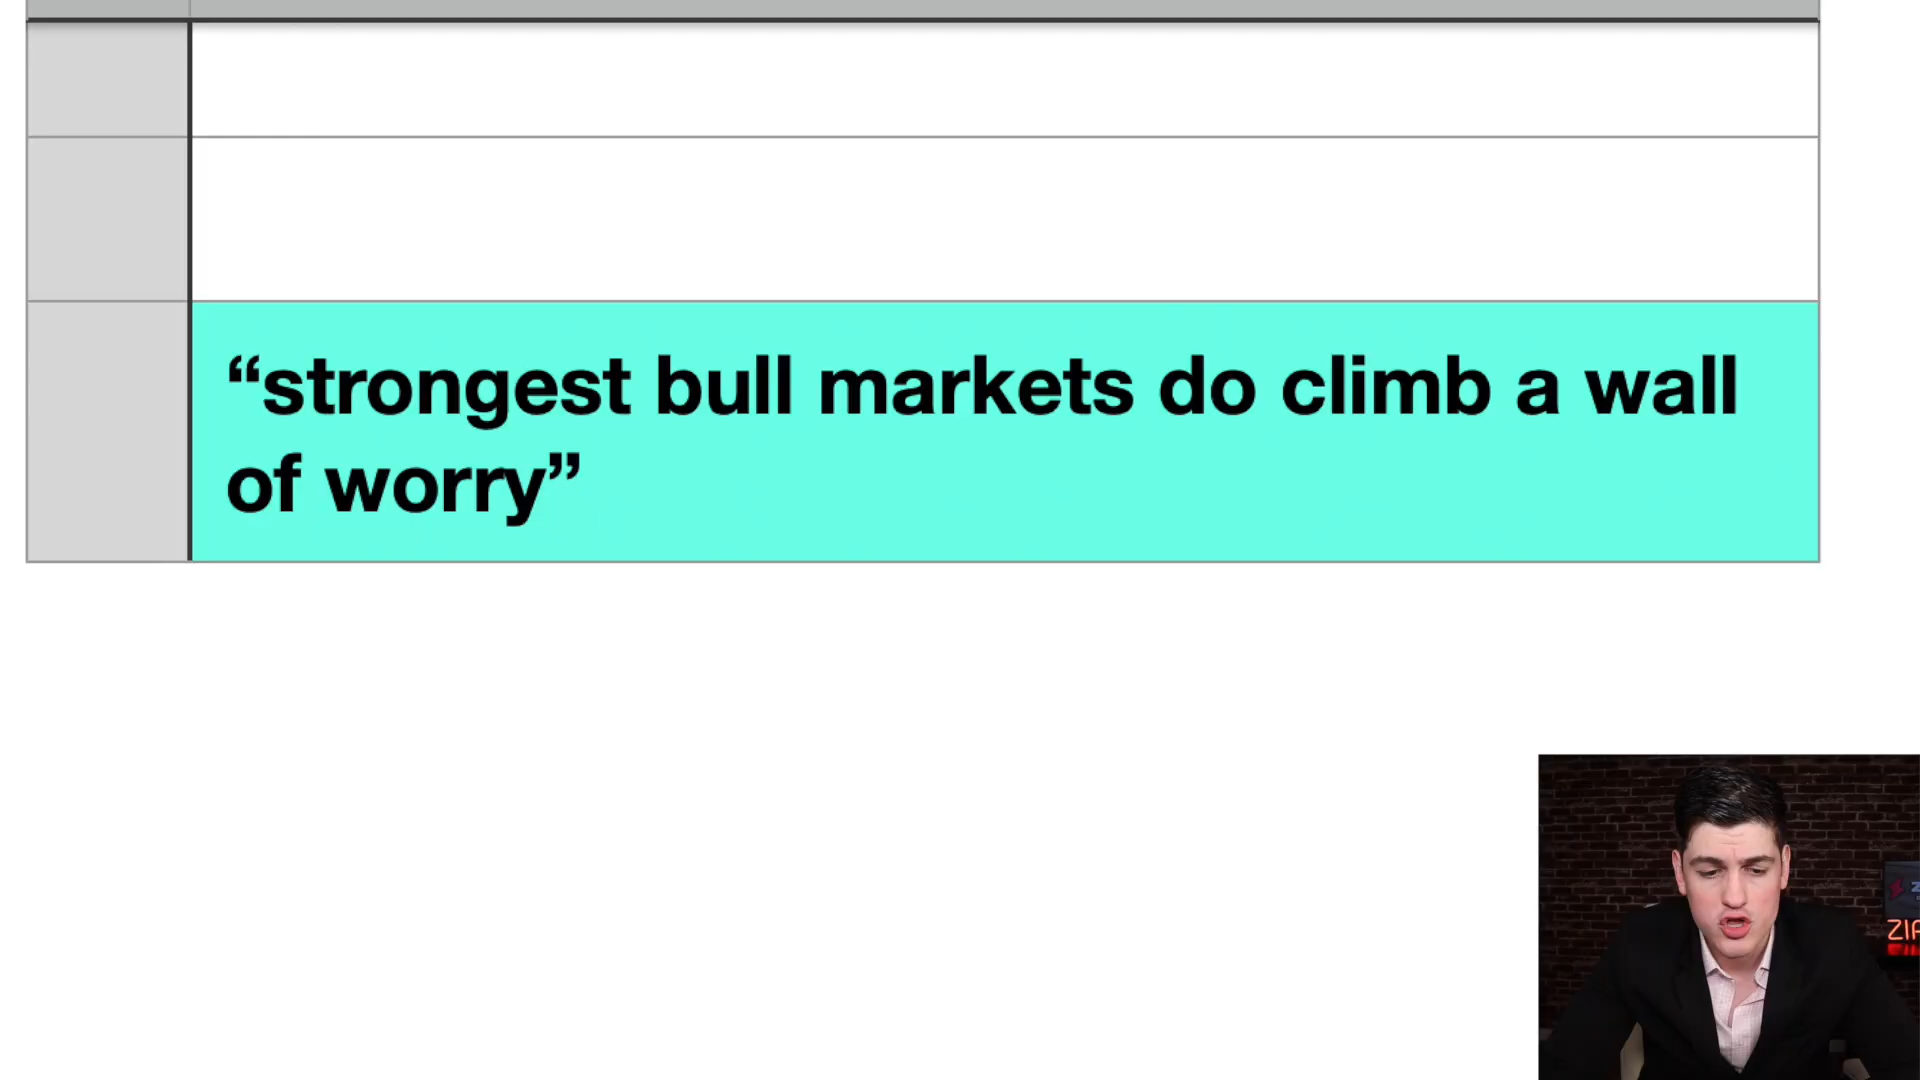 “strongest bull markets do climb a wall
of worry”